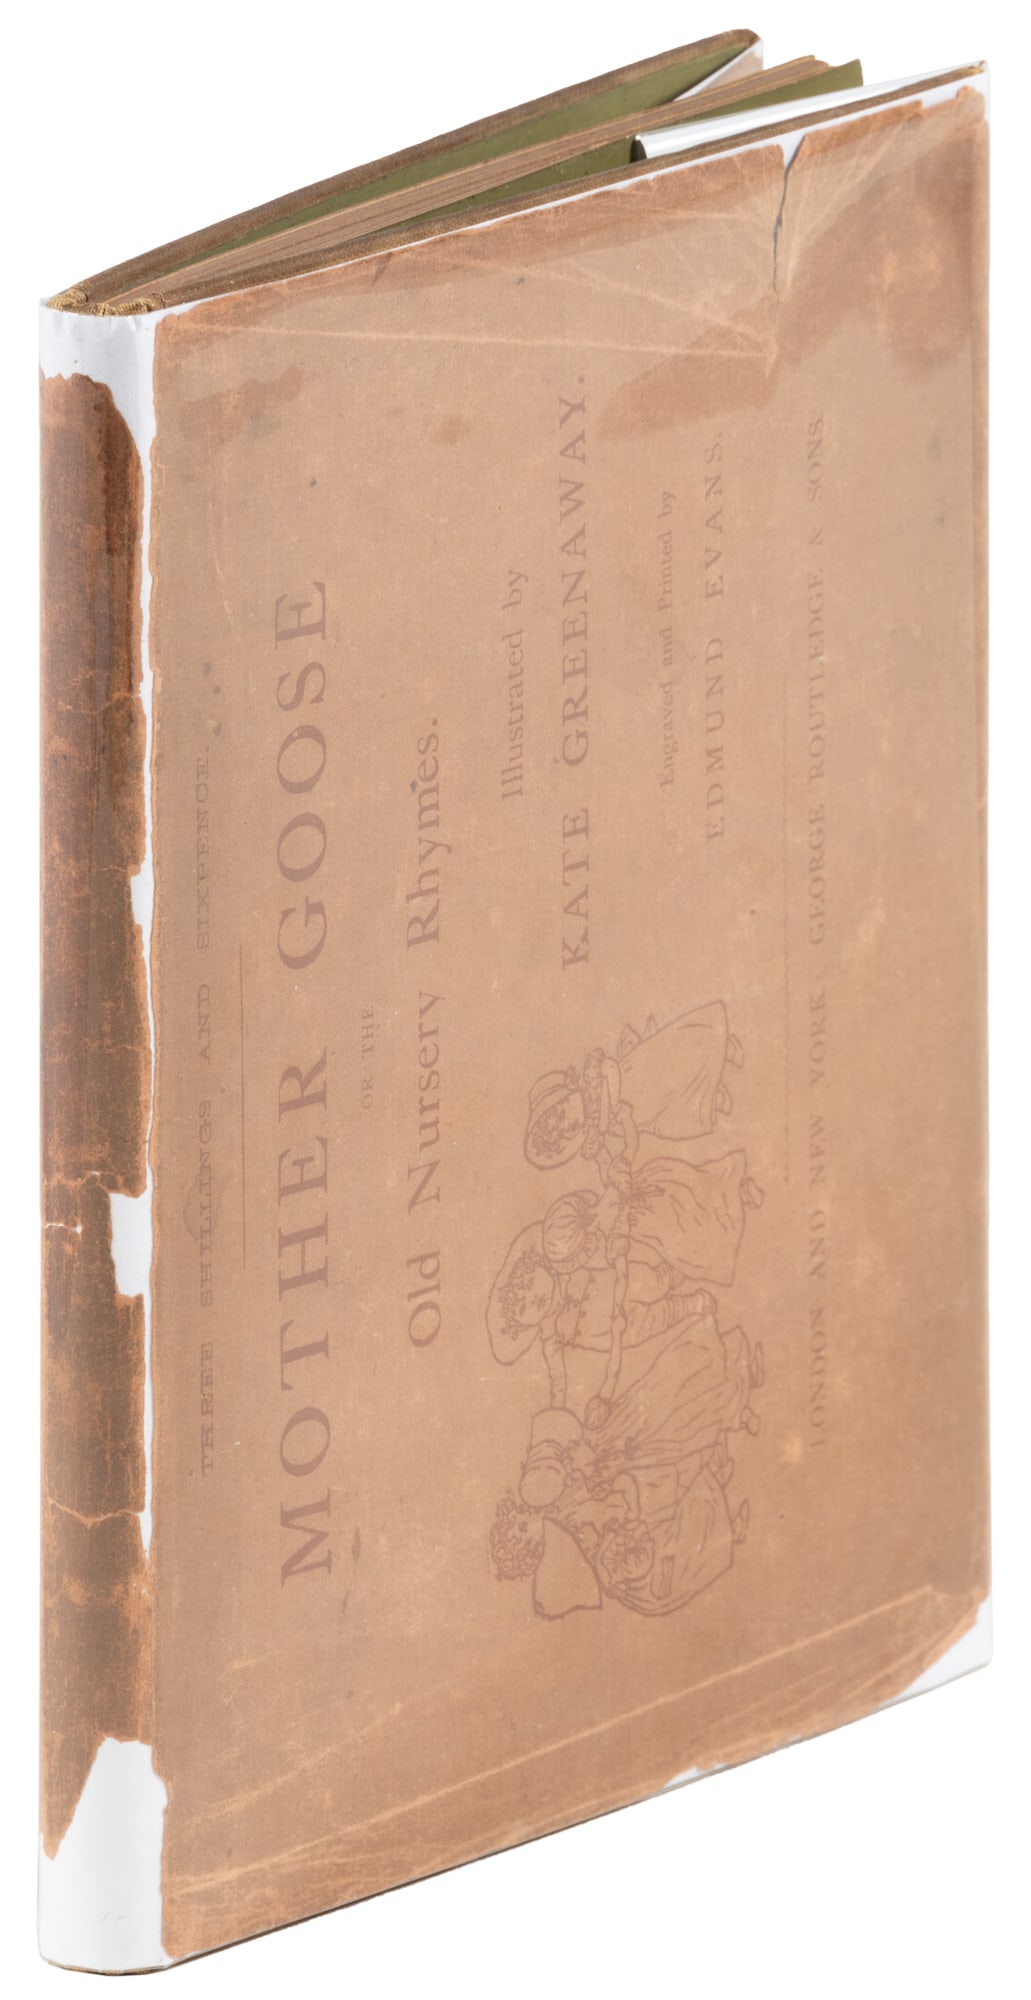 THREE SHILLINGS AND SIXPENCE.
MOTHER GOOSE
OR THE
Old Nursery Rhymes.
Illustrated by
KATE GREENAWAY.
Engraved and Printed by
EDMUND EVANS.
LONDON AND NEW YORK: GEORGE ROUTLEDGE & SONS